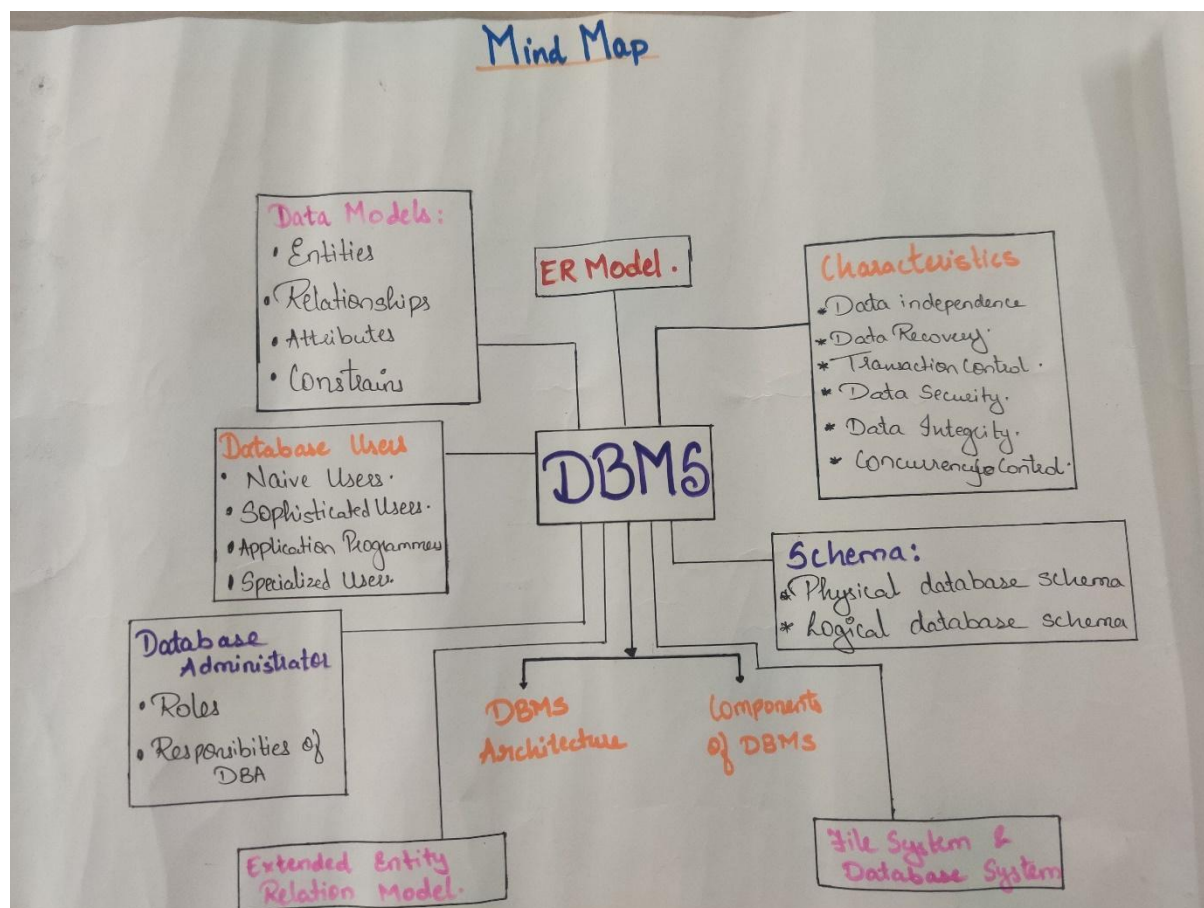 Mind Map
Data Models:
• Entities
• Relationships
• Attributes
• Constrains
ER Model.
Characteristics
* Data independence
* Data Recovery.
* Transaction Control.
* Data Security.
* Data Integrity.
* Concurrency Control.
Database Users
• Naive Users.
• Sophisticated Users.
• Application Programmers
• Specialized Users.
DBMS
Schema:
* Physical database schema
* Logical database schema
Database
Administrator
• Roles
• Responsibities of
DBA
DBMS
Architecture
Components
of DBMS
Extended Entity
Relation Model.
File System &
Database System